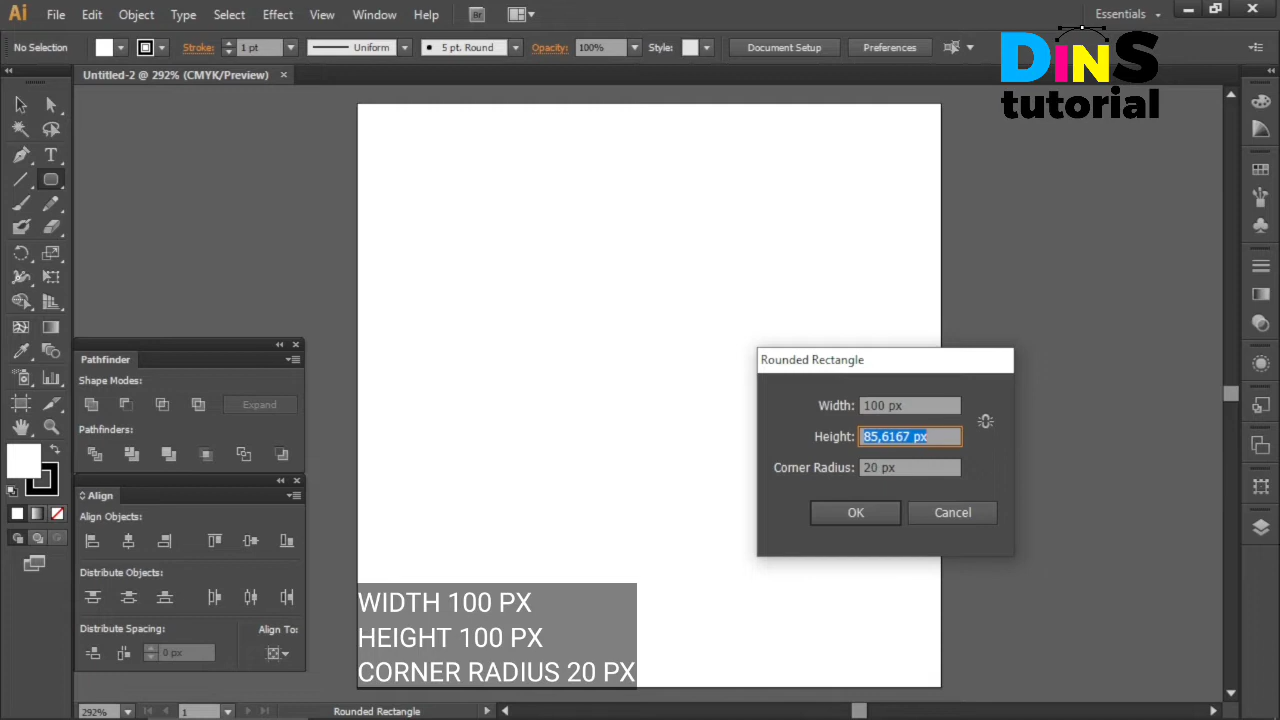 Ai File Edit Object Type Select Effect View Window Help Br Essentials
No Selection Stroke: 1 pt Uniform 5 pt. Round Opacity: 100% Style: Document Setup Preferences
DINS
tutorial
Untitled-2 @ 292% (CMYK/Preview)
T
Pathfinder
Shape Modes:
Expand
Pathfinders:
Align
Align Objects:
Distribute Objects:
Distribute Spacing: Align To:
0 px
Rounded Rectangle
Width: 100 px
Height: 85,6167 px
Corner Radius: 20 px
OK Cancel
WIDTH 100 PX
HEIGHT 100 PX
CORNER RADIUS 20 PX
292% 1 Rounded Rectangle